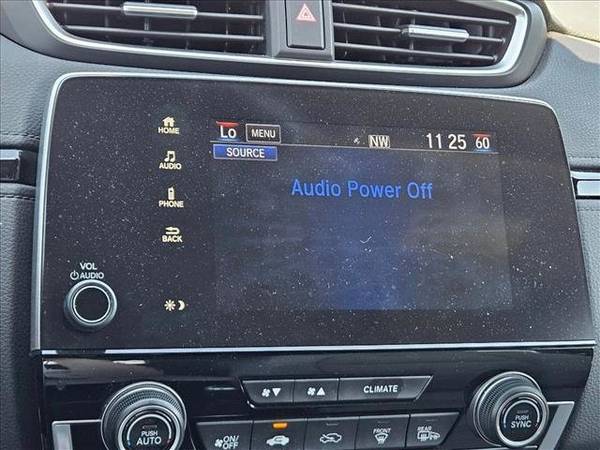 HOME
Lo MENU NW 11 25 60
AUDIO
SOURCE
Audio Power Off
PHONE
BACK
VOL
AUDIO
CLIMATE
PUSH
AUTO
ON/
OFF
FRONT
REAR
PUSH
SYNC